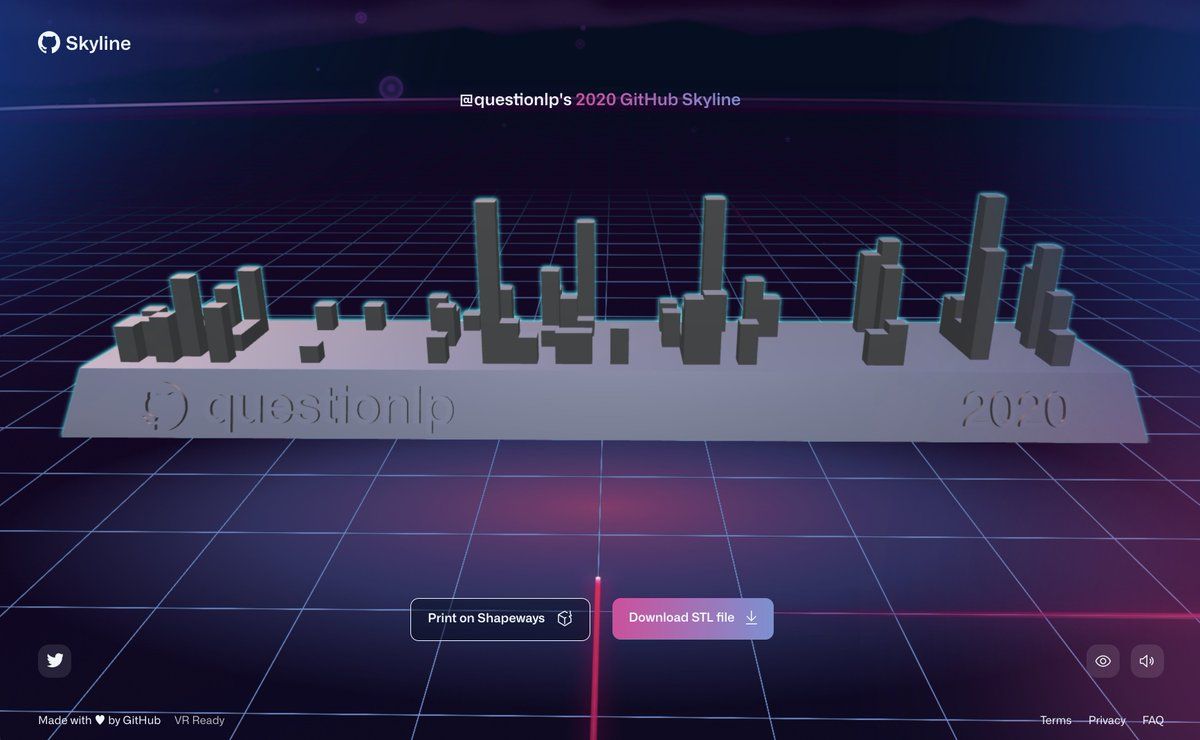 Skyline
@questionlp's 2020 GitHub Skyline
questionlp 2020
Print on Shapeways
Download STL file
Made with by GitHub VR Ready
Terms Privacy FAQ